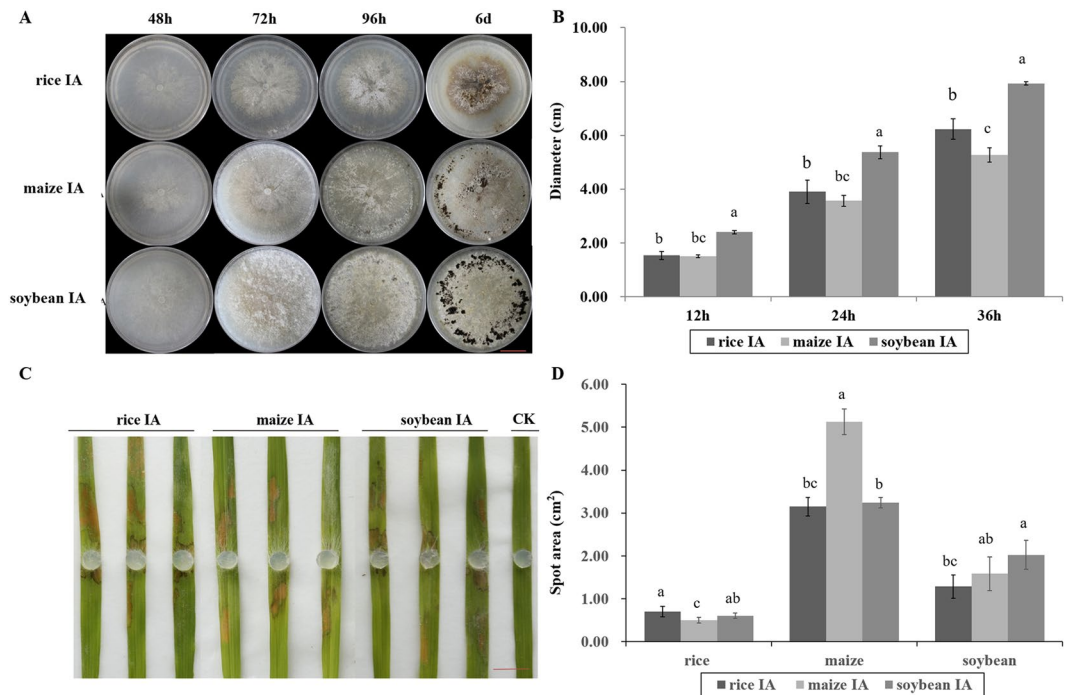 A
48h 72h 96h 6d
rice IA
maize IA
soybean IA
B
10.00
8.00
6.00
4.00
2.00
0.00
Diameter (cm)
b bc a
b bc a
b c a
12h 24h 36h
rice IA maize IA soybean IA
C
rice IA maize IA soybean IA CK
D
6.00
5.00
4.00
3.00
2.00
1.00
0.00
Spot area (cm²)
a c ab
bc a b
bc ab a
rice maize soybean
rice IA maize IA soybean IA